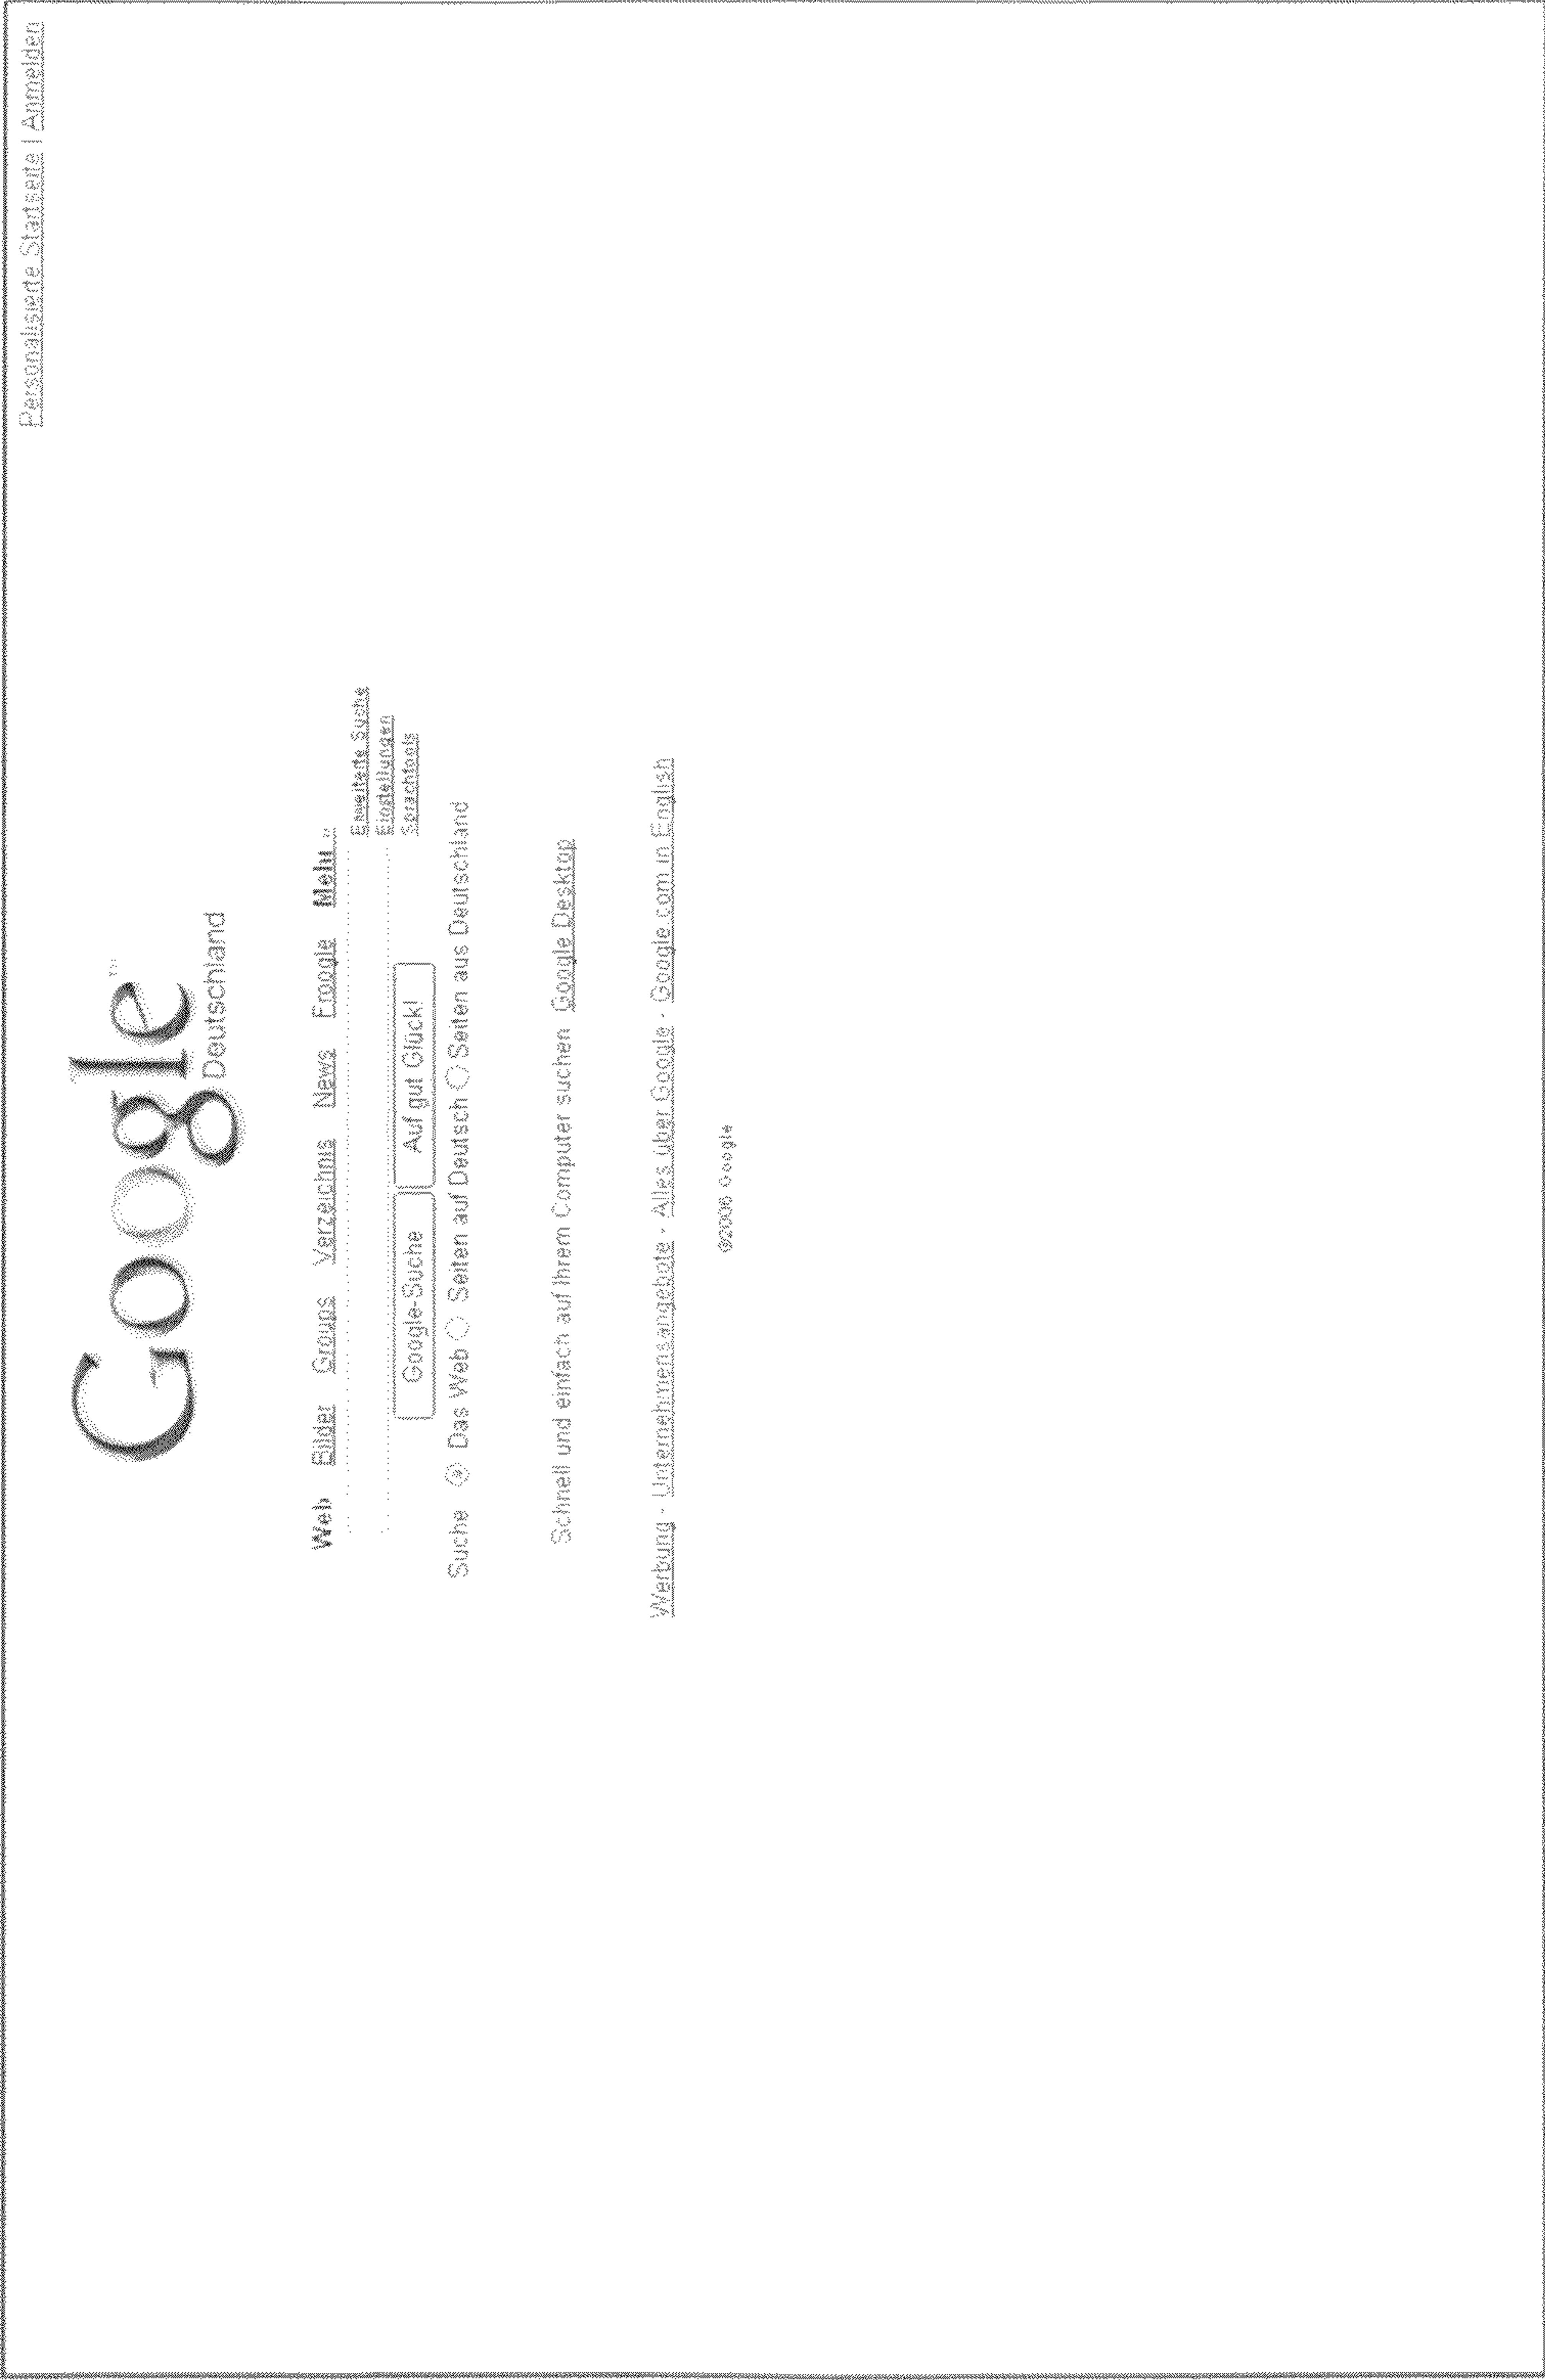 Personalisierte Startseite | Anmelden
Google™
Deutschland
Web Bilder Groups Verzeichnis News Froogle Mehr »
Erweiterte Suche
Einstellungen
Sprachtools
Google-Suche Auf gut Glück!
Suche Das Web Seiten auf Deutsch Seiten aus Deutschland
Schnell und einfach auf Ihrem Computer suchen Google Desktop
Werbung - Unternehmensangebote - Alles über Google - Google.com in English
©2006 Google